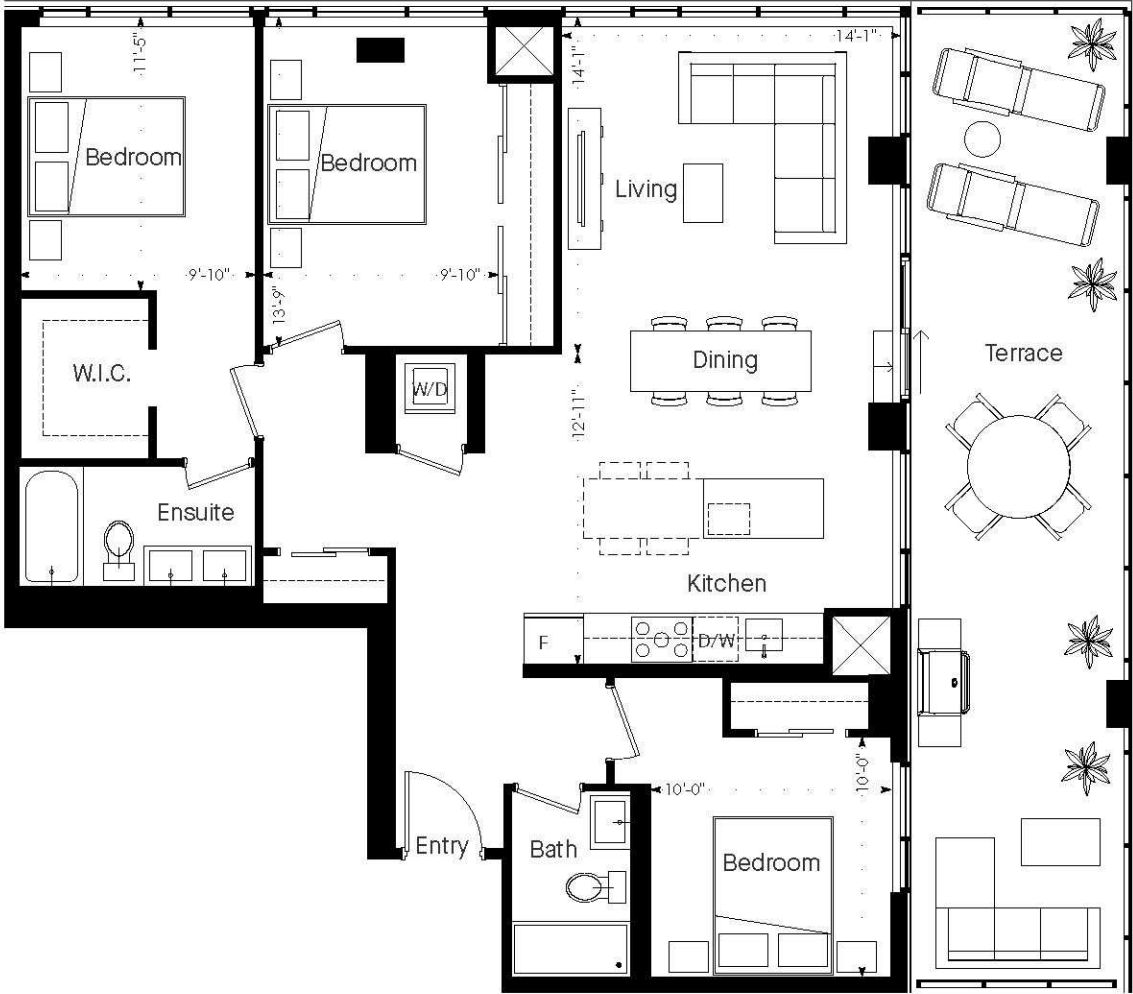 11'-5"
14'-1"
14'-1"
Bedroom
Bedroom
Living
9'-10"
9'-10"
13'-9"
W.I.C.
W/D
Dining
Terrace
12'-11"
Ensuite
Kitchen
F
D/W
10'-0"
10'-0"
Entry
Bath
Bedroom